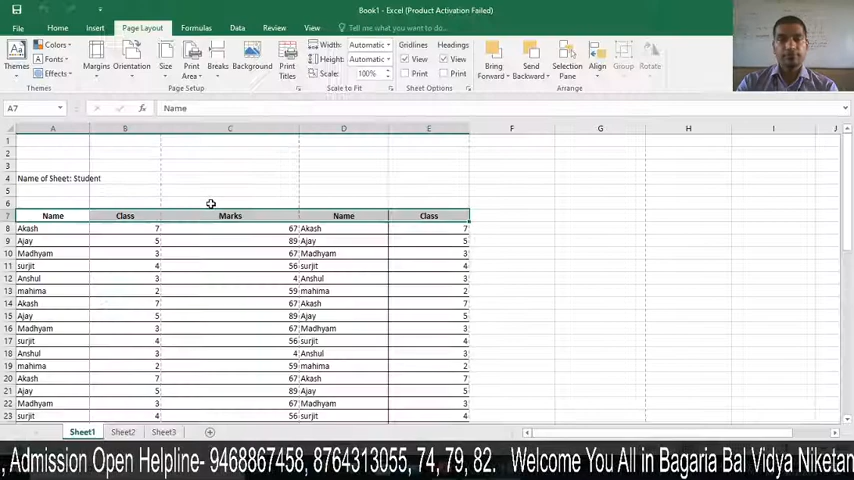 Book1 - Excel (Product Activation Failed)
File Home Insert Page Layout Formulas Data Review View Tell me what you want to do...
Themes Colors Fonts Effects Margins Orientation Size Print Area Breaks Background Print Titles Width: Automatic Height: Automatic Scale: 100% Gridlines View Print Headings View Print Bring Forward Send Backward Selection Pane Align Group Rotate
Themes Page Setup Scale to Fit Sheet Options Arrange
A7 fx Name
A B C D E F G H I J
1
2
3
4 Name of Sheet: Student
5
6
7 Name Class Marks Name Class
8 Akash 7 67 Akash 7
9 Ajay 5 89 Ajay 5
10 Madhyam 3 67 Madhyam 3
11 surjit 4 56 surjit 4
12 Anshul 3 4 Anshul 3
13 mahima 2 59 mahima 2
14 Akash 7 67 Akash 7
15 Ajay 5 89 Ajay 5
16 Madhyam 3 67 Madhyam 3
17 surjit 4 56 surjit 4
18 Anshul 3 4 Anshul 3
19 mahima 2 59 mahima 2
20 Akash 7 67 Akash 7
21 Ajay 5 89 Ajay 5
22 Madhyam 3 67 Madhyam 3
23 surjit 4 56 surjit 4
Sheet1 Sheet2 Sheet3
, Admission Open Helpline- 9468867458, 8764313055, 74, 79, 82. Welcome You All in Bagaria Bal Vidya Niketan